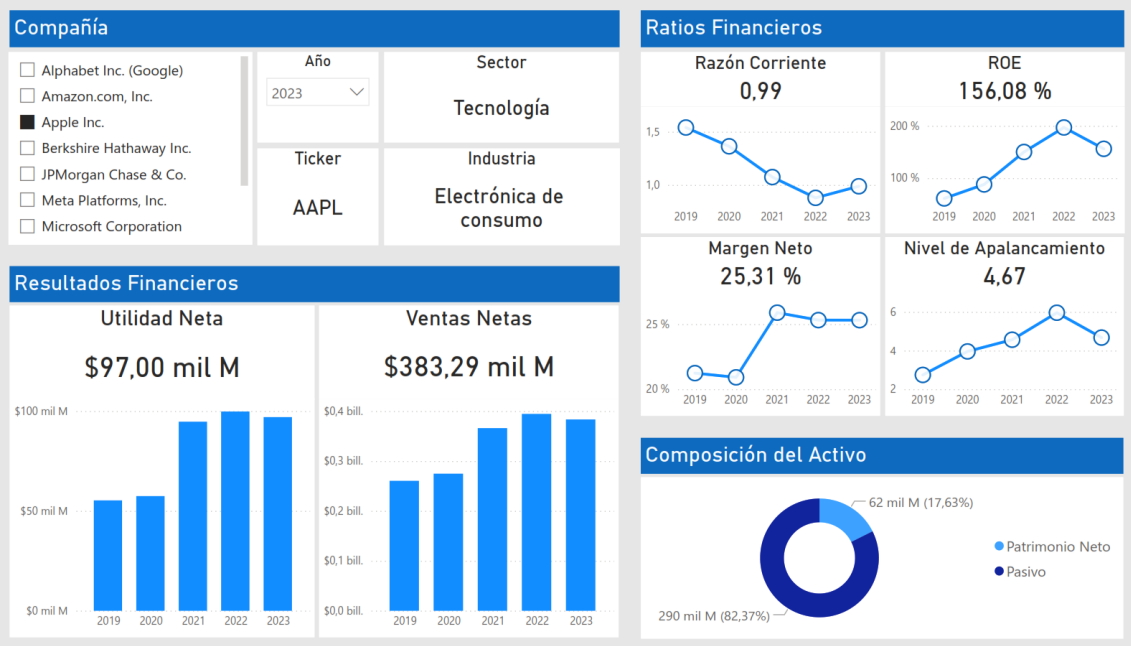 Compañía
Alphabet Inc. (Google)
Amazon.com, Inc.
Apple Inc.
Berkshire Hathaway Inc.
JPMorgan Chase & Co.
Meta Platforms, Inc.
Microsoft Corporation
Año
2023
Sector
Tecnología
Ticker
AAPL
Industria
Electrónica de
consumo
Resultados Financieros
Utilidad Neta
$97,00 mil M
$100 mil M
$50 mil M
$0 mil M
2019 2020 2021 2022 2023
Ventas Netas
$383,29 mil M
$0,4 bill.
$0,3 bill.
$0,2 bill.
$0,1 bill.
$0,0 bill.
2019 2020 2021 2022 2023
Ratios Financieros
Razón Corriente
0,99
1,5
1,0
2019 2020 2021 2022 2023
ROE
156,08 %
200 %
100 %
2019 2020 2021 2022 2023
Margen Neto
25,31 %
25 %
20 %
2019 2020 2021 2022 2023
Nivel de Apalancamiento
4,67
6
4
2
2019 2020 2021 2022 2023
Composición del Activo
62 mil M (17,63%)
290 mil M (82,37%)
Patrimonio Neto
Pasivo